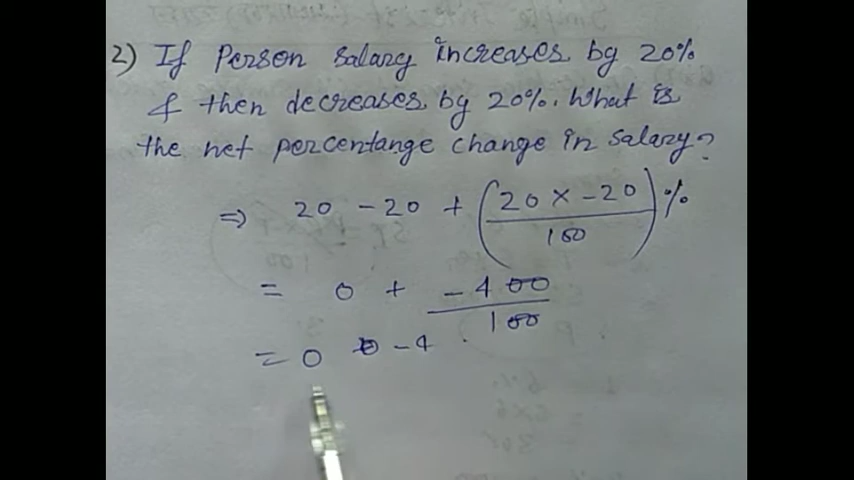 2) If Person salary increases by 20%
& then decreases by 20%. What is
the net percentange change in salary?
⇒ 20 - 20 + (20 × -20 / 100)%
= 0 + -400 / 100
= 0 - 4